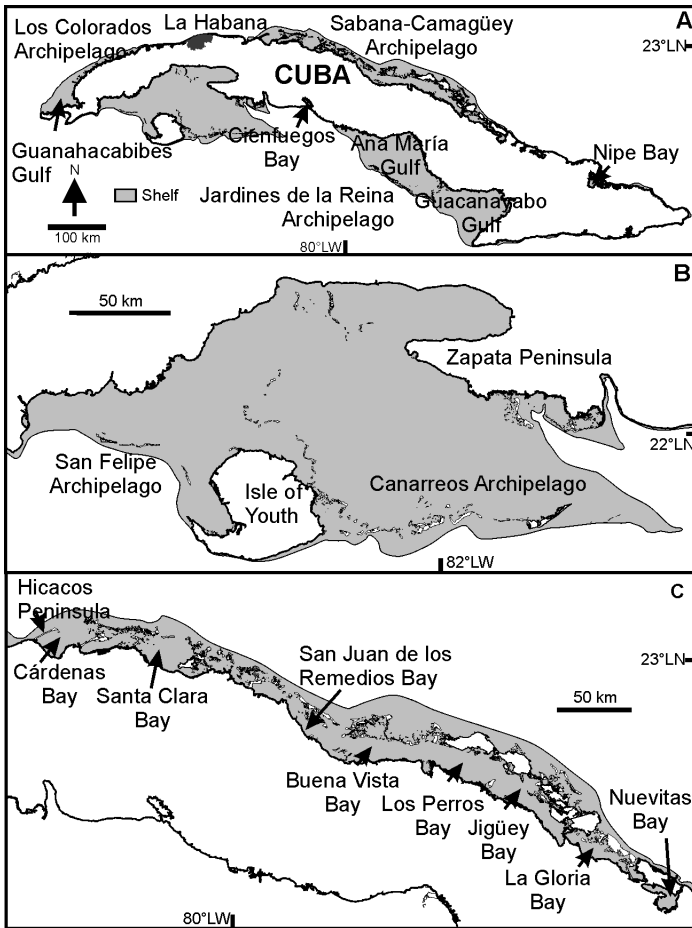 Los Colorados
Archipelago
La Habana
Sabana-Camagüey
Archipelago
A
23°LN
CUBA
Guanahacabibes
Gulf
Cienfuegos
Bay
Ana María
Gulf
Nipe Bay
N
Shelf
Jardines de la Reina
Archipelago
Guacanayabo
Gulf
100 km
80°LW
B
50 km
Zapata Peninsula
22°LN
San Felipe
Archipelago
Isle of
Youth
Canarreos Archipelago
82°LW
C
Hicacos
Peninsula
Cárdenas
Bay
Santa Clara
Bay
San Juan de los
Remedios Bay
23°LN
50 km
Buena Vista
Bay
Los Perros
Bay
Jigüey
Bay
Nuevitas
Bay
La Gloria
Bay
80°LW